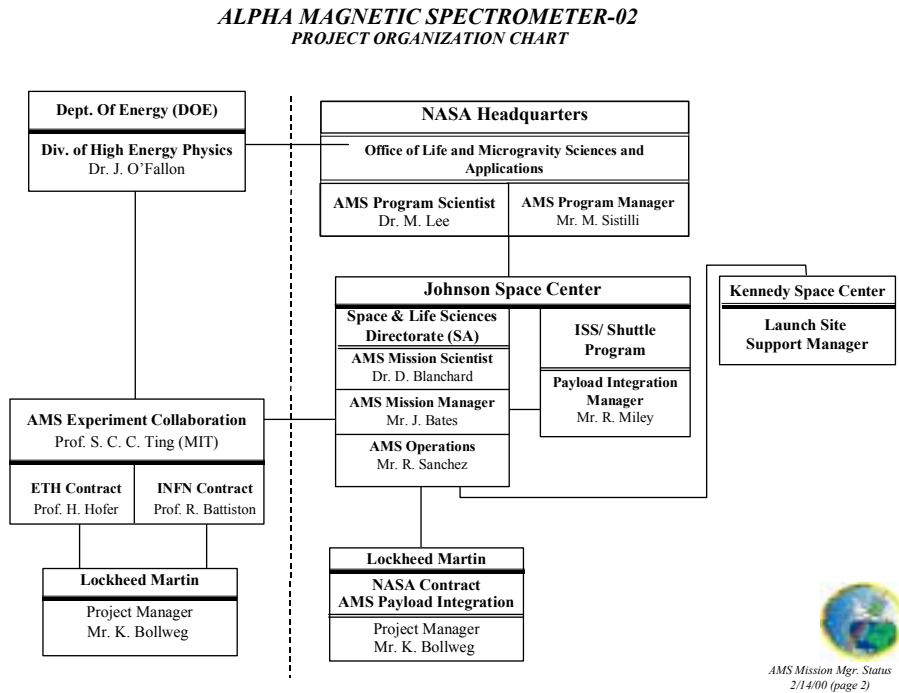 ALPHA MAGNETIC SPECTROMETER-02
PROJECT ORGANIZATION CHART
Dept. Of Energy (DOE)
Div. of High Energy Physics
Dr. J. O’Fallon
NASA Headquarters
Office of Life and Microgravity Sciences and
Applications
AMS Program Scientist
Dr. M. Lee
AMS Program Manager
Mr. M. Sistilli
Johnson Space Center
Space & Life Sciences
Directorate (SA)
AMS Mission Scientist
Dr. D. Blanchard
AMS Mission Manager
Mr. J. Bates
AMS Operations
Mr. R. Sanchez
ISS/ Shuttle
Program
Payload Integration
Manager
Mr. R. Miley
Kennedy Space Center
Launch Site
Support Manager
AMS Experiment Collaboration
Prof. S. C. C. Ting (MIT)
ETH Contract
Prof. H. Hofer
INFN Contract
Prof. R. Battiston
Lockheed Martin
Project Manager
Mr. K. Bollweg
Lockheed Martin
NASA Contract
AMS Payload Integration
Project Manager
Mr. K. Bollweg
AMS Mission Mgr. Status
2/14/00 (page 2)